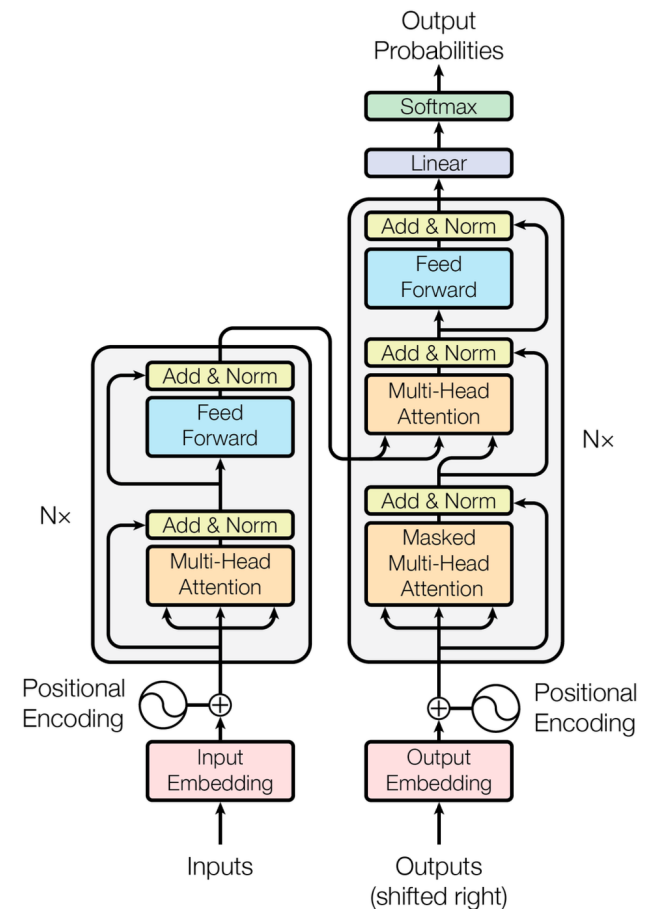 Output
Probabilities
Softmax
Linear
Add & Norm
Feed
Forward
Add & Norm
Multi-Head
Attention
Add & Norm
Masked
Multi-Head
Attention
N×
Add & Norm
Feed
Forward
Add & Norm
Multi-Head
Attention
N×
Positional
Encoding
Positional
Encoding
Input
Embedding
Output
Embedding
Inputs
Outputs
(shifted right)